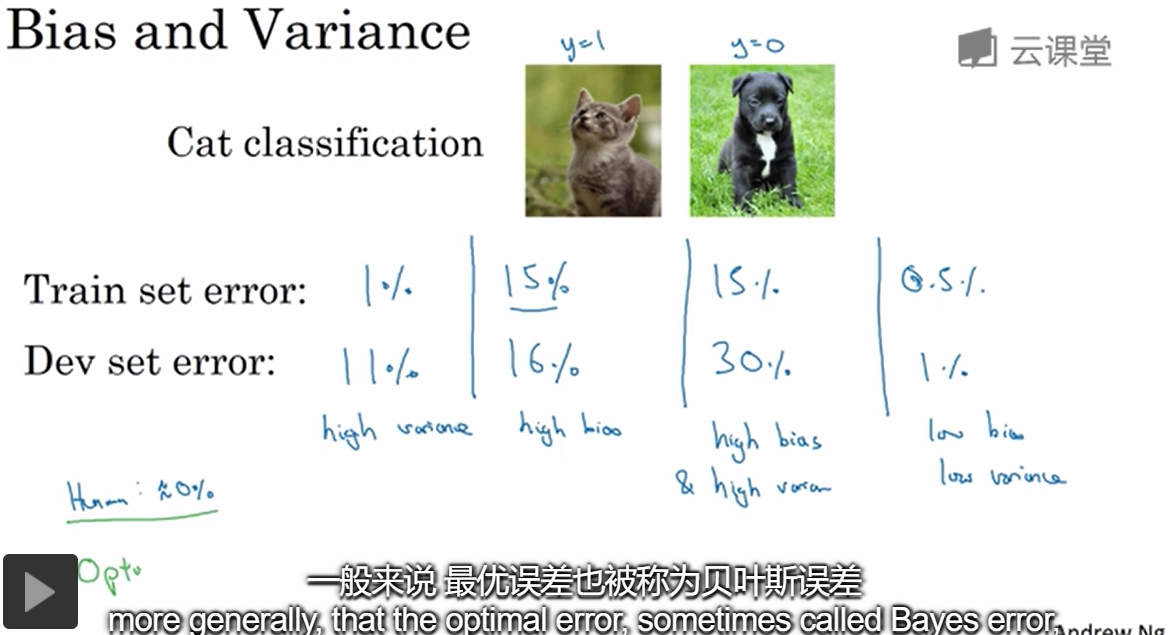 Bias and Variance
y=1
y=0
云课堂
Cat classification
Train set error: 1% 15% 15% 0.5%
Dev set error: 11% 16% 30% 1%
high variance
high bias
high bias
& high varian
low bias
low variance
Human: ≈0%
Opt
一般来说 最优误差也被称为贝叶斯误差
more generally, that the optimal error, sometimes called Bayes error,
Andrew Ng